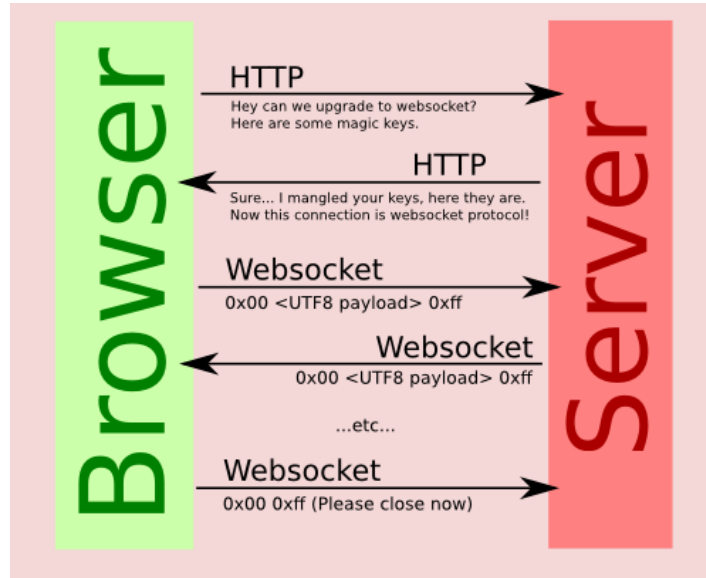 Browser
Server
HTTP
Hey can we upgrade to websocket?
Here are some magic keys.
HTTP
Sure... I mangled your keys, here they are.
Now this connection is websocket protocol!
Websocket
0x00 <UTF8 payload> 0xff
Websocket
0x00 <UTF8 payload> 0xff
...etc...
Websocket
0x00 0xff (Please close now)